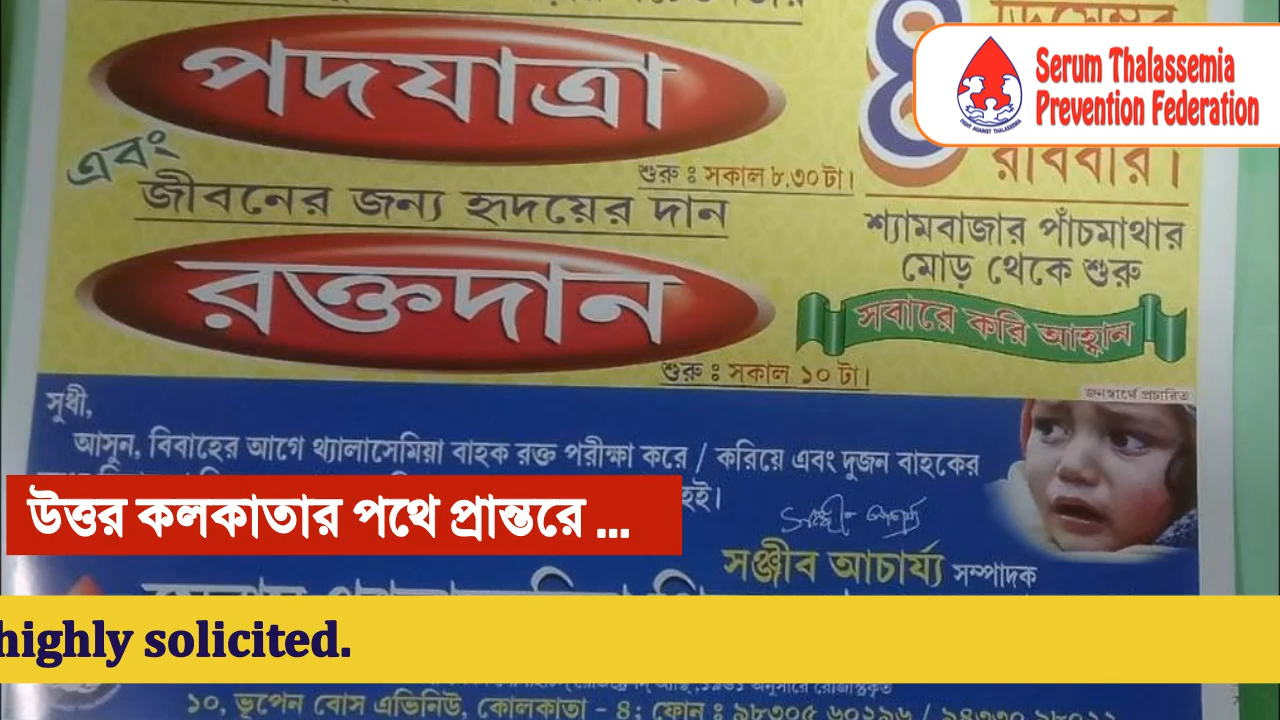 ডিসেম্বর
৪
Serum Thalassemia
Prevention Federation
পদযাত্রা
রবিবার।
এবং
শুরু ঃ সকাল ৮.৩০ টা।
জীবনের জন্য হৃদয়ের দান
শ্যামবাজার পাঁচমাথার
মোড় থেকে শুরু
রক্তদান
সবারে করি আহ্বান
শুরু ঃ সকাল ১০ টা।
জনস্বার্থে প্রচারিত
সুধী,
আসুন, বিবাহের আগে থ্যালাসেমিয়া বাহক রক্ত পরীক্ষা করে / করিয়ে এবং দুজন বাহকের
উত্তর কলকাতার পথে প্রান্তরে ...
সঞ্জীব আচার্য্য সম্পাদক
highly solicited.
১০, ভূপেন বোস এভিনিউ, কোলকাতা - ৪; ফোন ঃ